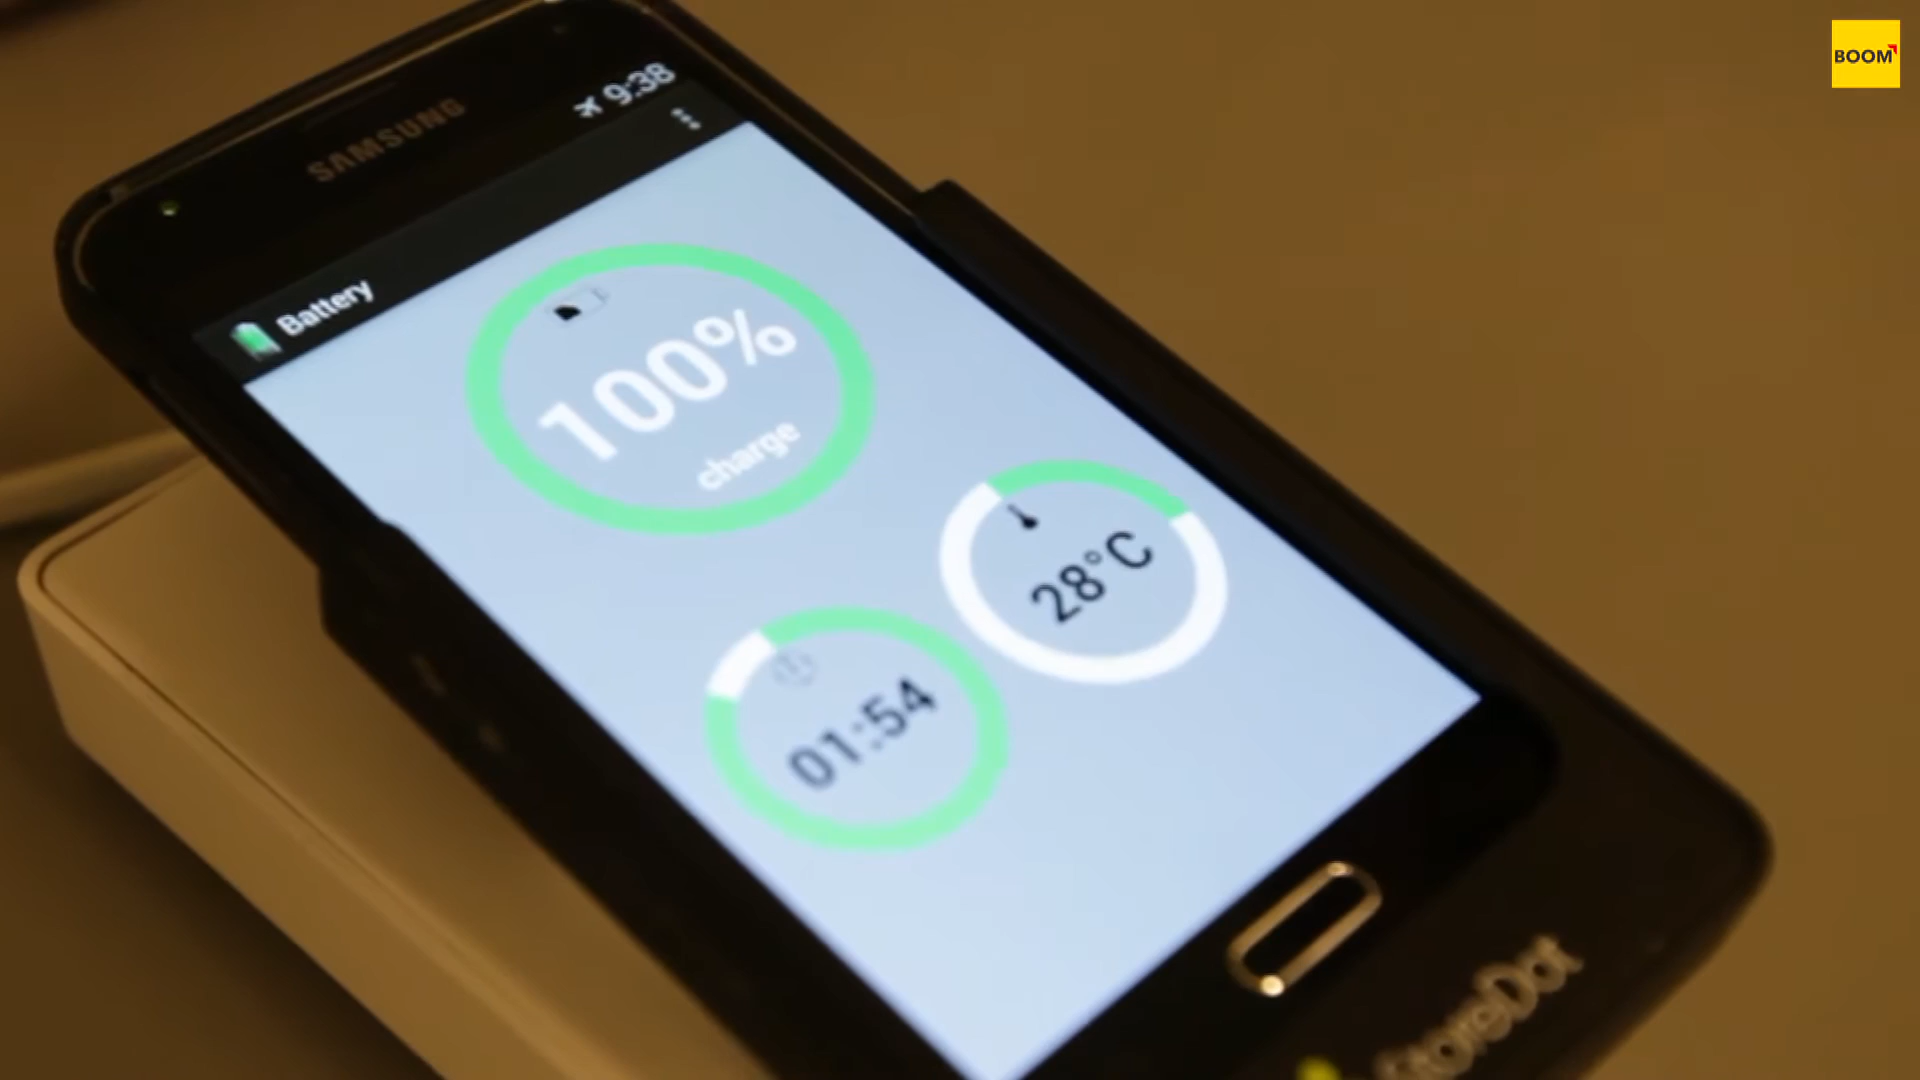 BOOM
9:38
SAMSUNG
Battery
100%
charge
28°C
01:54
StoreDot